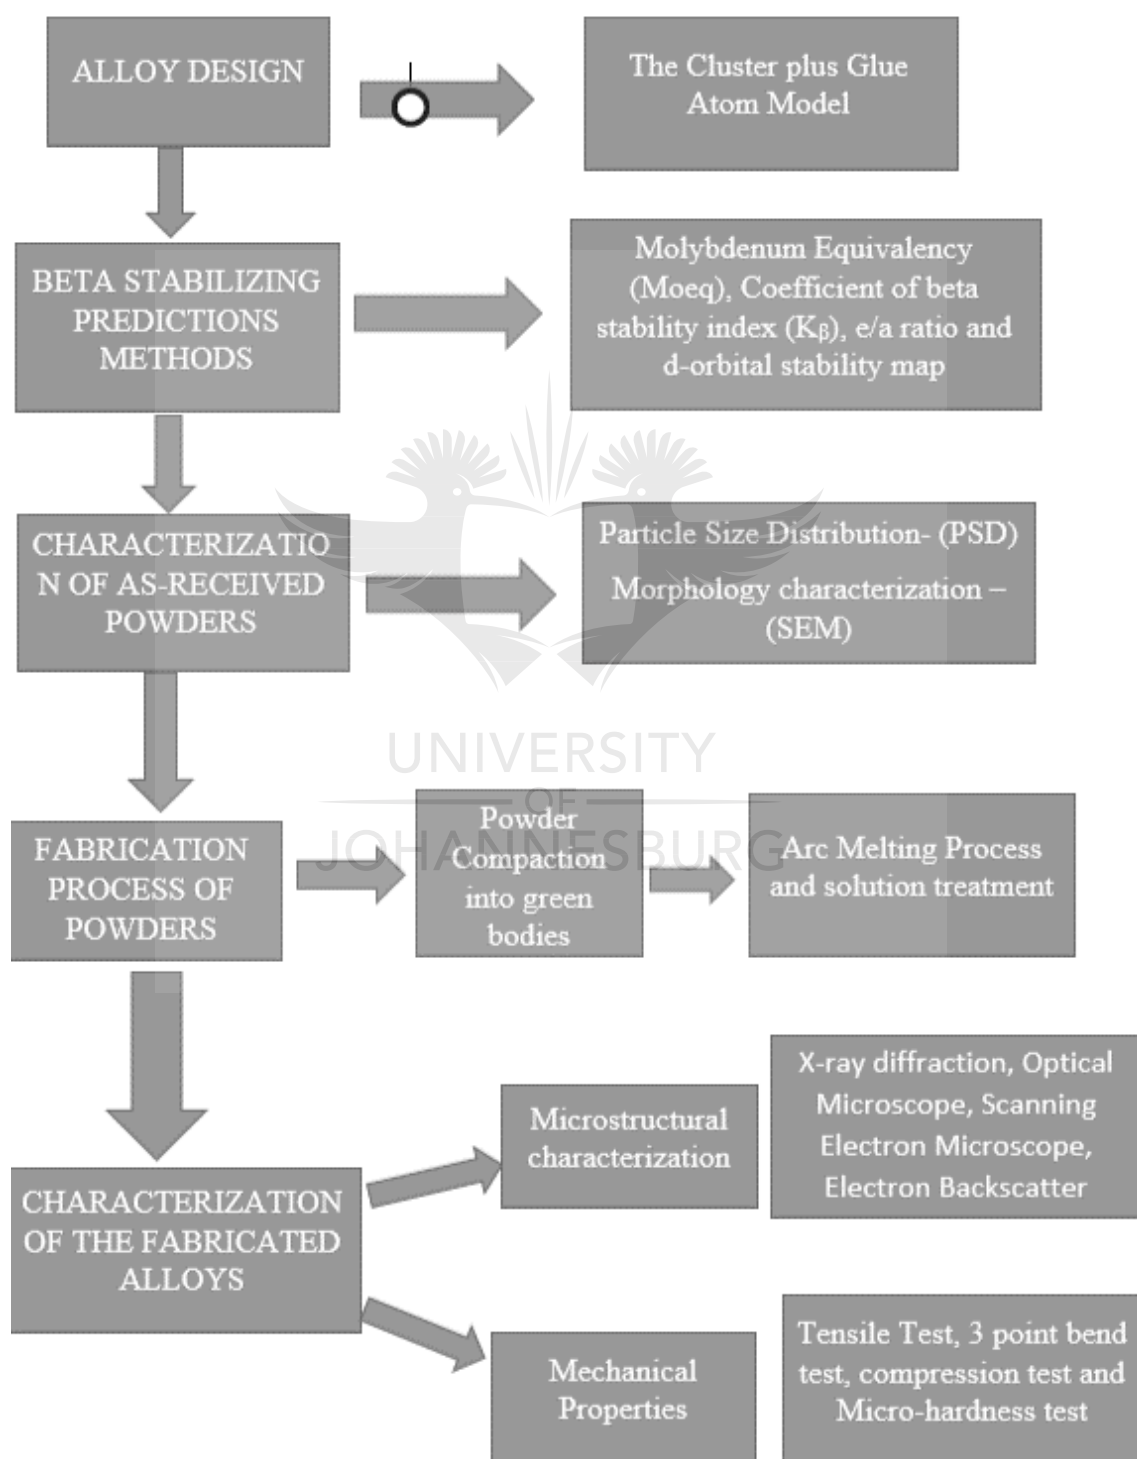 ALLOY DESIGN
The Cluster plus Glue
Atom Model
BETA STABILIZING
PREDICTIONS
METHODS
Molybdenum Equivalency
(Moeq), Coefficient of beta
stability index (Kβ), e/a ratio and
d-orbital stability map
CHARACTERIZATIO
N OF AS-RECEIVED
POWDERS
Particle Size Distribution- (PSD)
Morphology characterization –
(SEM)
UNIVERSITY
OF
JOHANNESBURG
FABRICATION
PROCESS OF
POWDERS
Powder
Compaction
into green
bodies
Arc Melting Process
and solution treatment
CHARACTERIZATION
OF THE FABRICATED
ALLOYS
Microstructural
characterization
X-ray diffraction, Optical
Microscope, Scanning
Electron Microscope,
Electron Backscatter
Mechanical
Properties
Tensile Test, 3 point bend
test, compression test and
Micro-hardness test